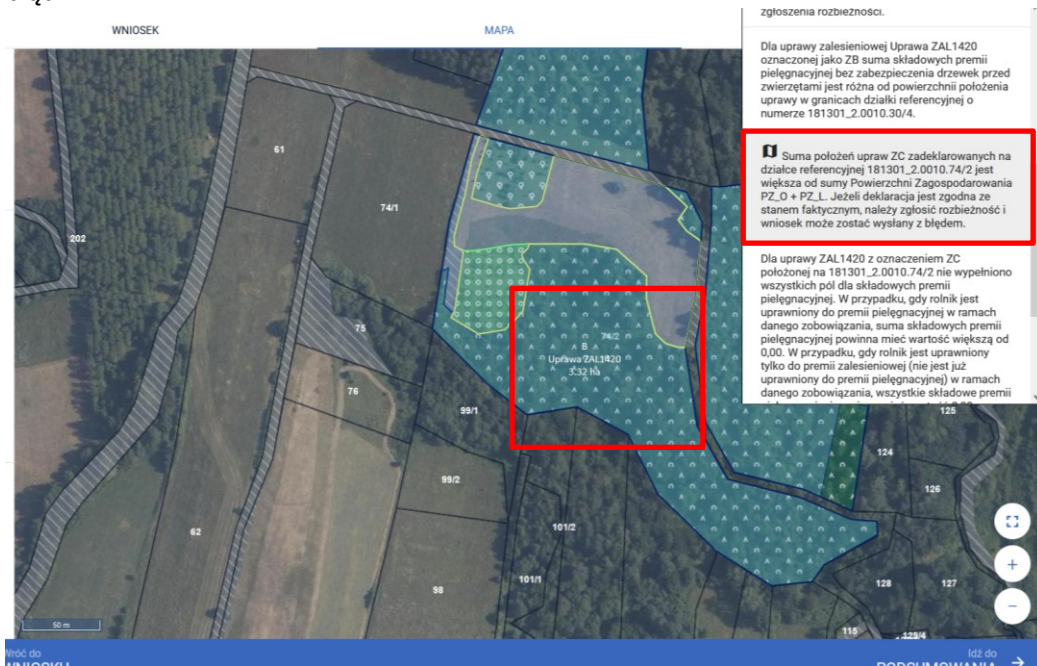 WNIOSEK
MAPA
zgłoszenia rozbieżności.
Dla uprawy zalesieniowej Uprawa ZAL1420
oznaczonej jako ZB suma składowych premii
pielęgnacyjnej bez zabezpieczenia drzewek przed
zwierzętami jest różna od powierzchni położenia
uprawy w granicach działki referencyjnej o
numerze 181301_2.0010.30/4.
Suma położeń upraw ZC zadeklarowanych na
działce referencyjnej 181301_2.0010.74/2 jest
większa od sumy Powierzchni Zagospodarowania
PZ_O + PZ_L. Jeżeli deklaracja jest zgodna ze
stanem faktycznym, należy zgłosić rozbieżność i
wniosek może zostać wysłany z błędem.
Dla uprawy ZAL1420 z oznaczeniem ZC
położonej na 181301_2.0010.74/2 nie wypełniono
wszystkich pól dla składowych premii
pielęgnacyjnej. W przypadku, gdy rolnik jest
uprawniony do premii pielęgnacyjnej w ramach
danego zobowiązania, suma składowych premii
pielęgnacyjnej powinna mieć wartość większą od
0,00. W przypadku, gdy rolnik jest uprawniony
tylko do premii zalesieniowej (nie jest już
uprawniony do premii pielęgnacyjnej) w ramach
danego zobowiązania, wszystkie składowe premii
61
74/1
202
75
74/2
B
Uprawa ZAL1420
3.32 ha
76
99/1
125
124
99/2
126
101/2
62
101/1
98
128
127
115
129/4
50 m
Wróć do
WNIOSKU
Idź do
PODSUMOWANIA →